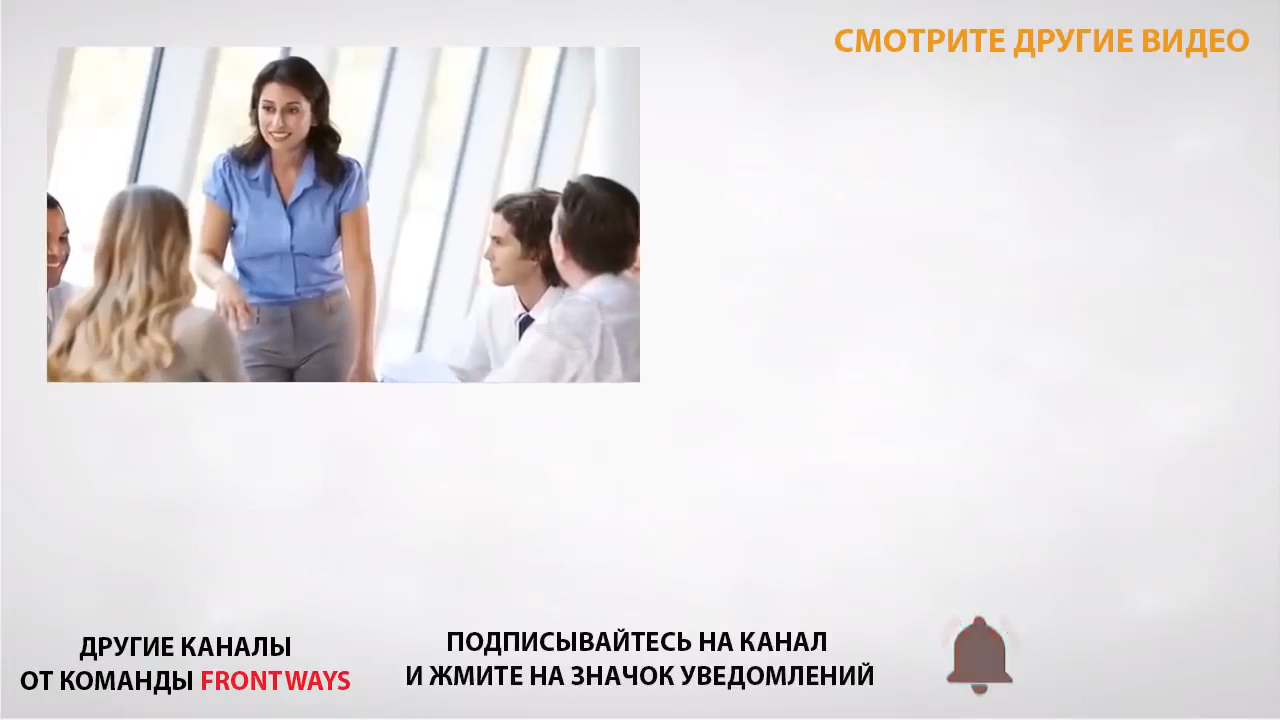 СМОТРИТЕ ДРУГИЕ ВИДЕО
ДРУГИЕ КАНАЛЫ
ОТ КОМАНДЫ FRONTWAYS
ПОДПИСЫВАЙТЕСЬ НА КАНАЛ
И ЖМИТЕ НА ЗНАЧОК УВЕДОМЛЕНИЙ